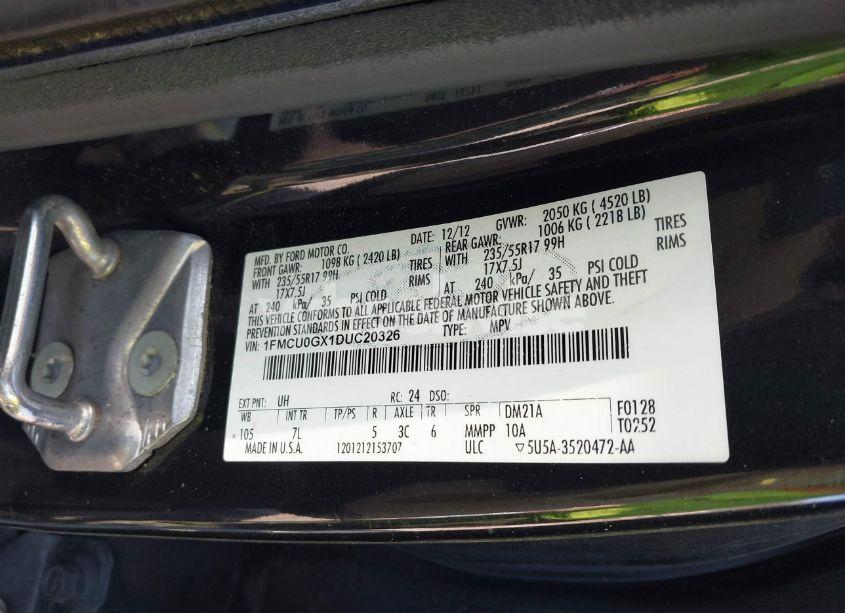 MFD. BY FORD MOTOR CO.
DATE: 12/12 GVWR: 2050 KG ( 4520 LB)
FRONT GAWR: 1098 KG ( 2420 LB) REAR GAWR: 1006 KG ( 2218 LB)
WITH 235/55R17 99H TIRES WITH 235/55R17 99H TIRES
17X7.5J RIMS 17X7.5J RIMS
AT 240 kPa/ 35 PSI COLD AT 240 kPa/ 35 PSI COLD
THIS VEHICLE CONFORMS TO ALL APPLICABLE FEDERAL MOTOR VEHICLE SAFETY AND THEFT
PREVENTION STANDARDS IN EFFECT ON THE DATE OF MANUFACTURE SHOWN ABOVE.
VIN: 1FMCU0GX1DUC20326 TYPE: MPV
EXT PNT: UH RC: 24 DSO:
WB INT TR TP/PS R AXLE TR SPR DM21A F0128
105 7L 5 3C 6 MMPP 10A T0252
MADE IN U.S.A. 1201212153707 ULC ▽5U5A-3520472-AA